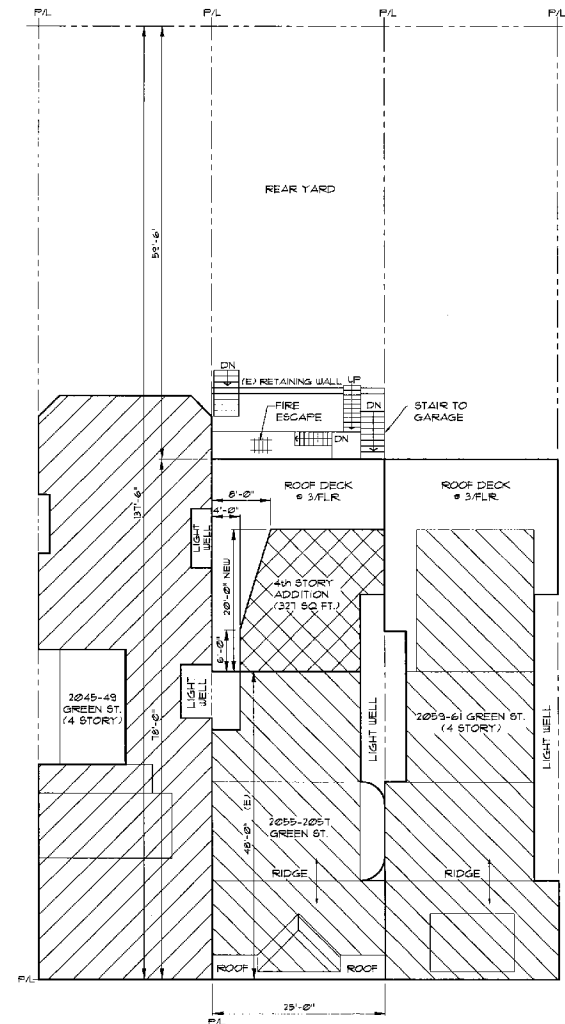 P/L
P/L
P/L
P/L
REAR YARD
59'-6"
137'-6"
DN
(E) RETAINING WALL
UP
FIRE
ESCAPE
DN
DN
STAIR TO
GARAGE
ROOF DECK
@ 3/FLR.
ROOF DECK
@ 3/FLR.
8'-0"
4'-0"
LIGHT
WELL
20'-0" NEW
4th STORY
ADDITION
(327 SQ FT.)
6'-0"
LIGHT
WELL
2045-49
GREEN ST.
(4 STORY)
78'-0"
LIGHT WELL
2059-61 GREEN ST.
(4 STORY)
LIGHT WELL
48'-0" (E)
2055-2057
GREEN ST.
RIDGE
RIDGE
ROOF
ROOF
P/L
25'-0"
P/L